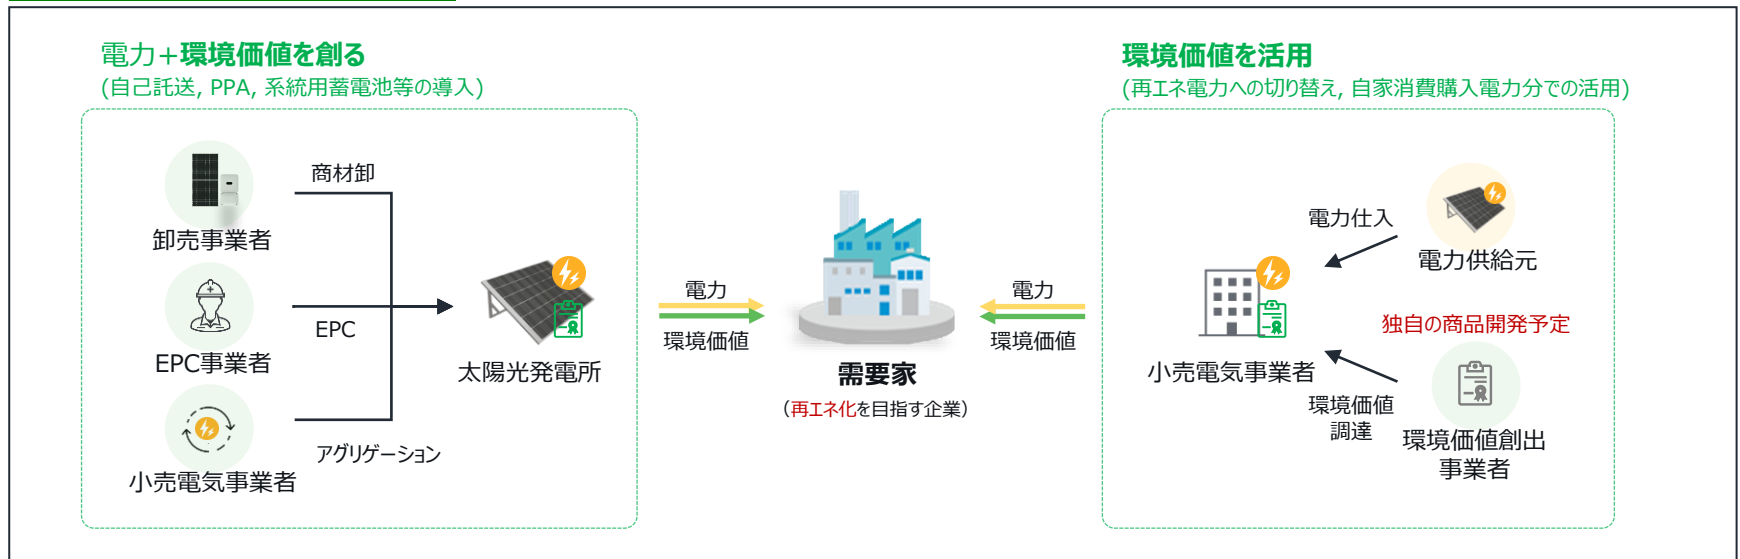 電力+環境価値を創る
(自己託送, PPA, 系統用蓄電池等の導入)
商材卸
卸売事業者
EPC
EPC事業者
アグリゲーション
小売電気事業者
太陽光発電所
電力
環境価値
需要家
(再エネ化を目指す企業)
電力
環境価値
環境価値を活用
(再エネ電力への切り替え, 自家消費購入電力分での活用)
電力仕入
電力供給元
小売電気事業者
独自の商品開発予定
環境価値
調達
環境価値創出
事業者